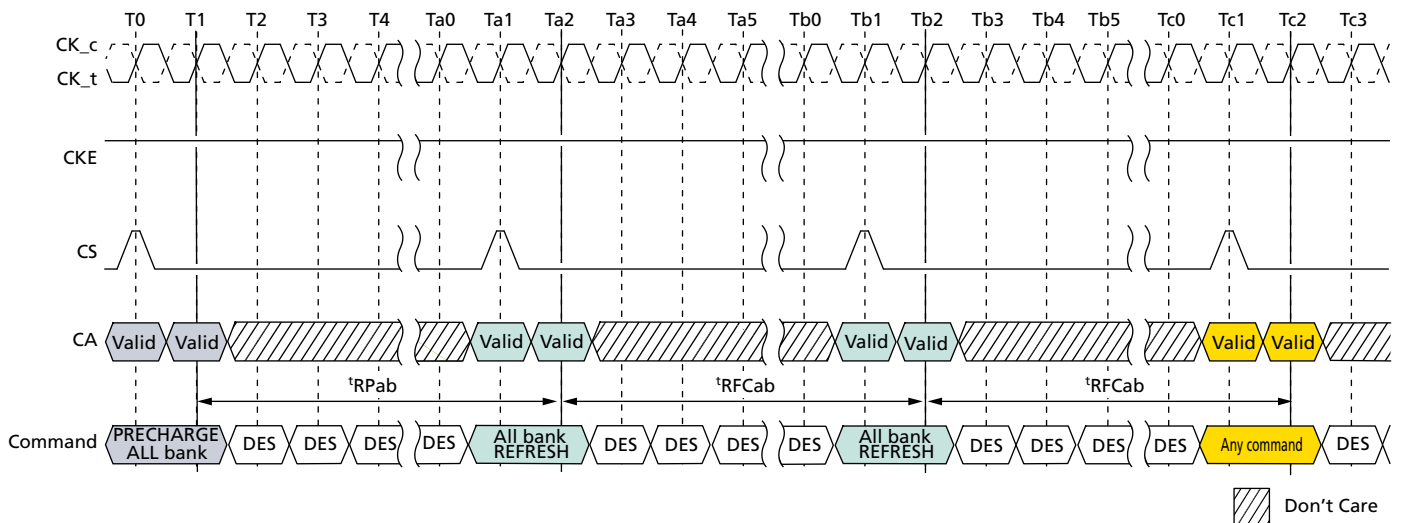 T0 T1 T2 T3 T4 Ta0 Ta1 Ta2 Ta3 Ta4 Ta5 Tb0 Tb1 Tb2 Tb3 Tb4 Tb5 Tc0 Tc1 Tc2 Tc3
CK_c
CK_t
CKE
CS
CA Valid Valid Valid Valid Valid Valid Valid Valid
tRPab tRFCab tRFCab
Command PRECHARGE ALL bank DES DES DES DES All bank REFRESH DES DES DES DES All bank REFRESH DES DES DES DES Any command DES
Don't Care